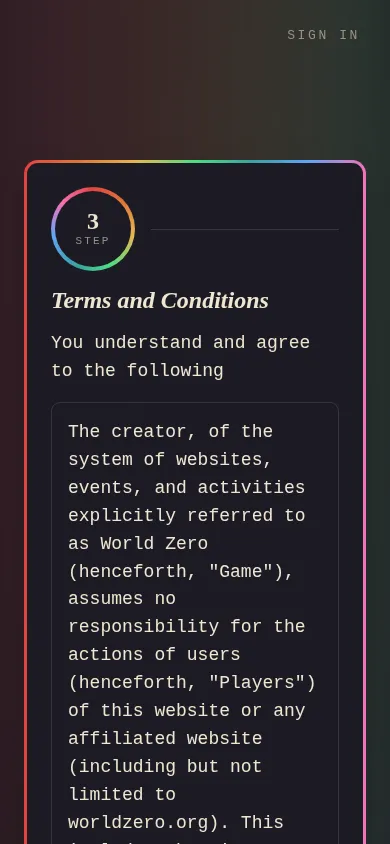 SIGN IN
3
STEP
Terms and Conditions
You understand and agree
to the following
The creator, of the
system of websites,
events, and activities
explicitly referred to
as World Zero
(henceforth, "Game"),
assumes no
responsibility for the
actions of users
(henceforth, "Players")
of this website or any
affiliated website
(including but not
limited to
worldzero.org). This